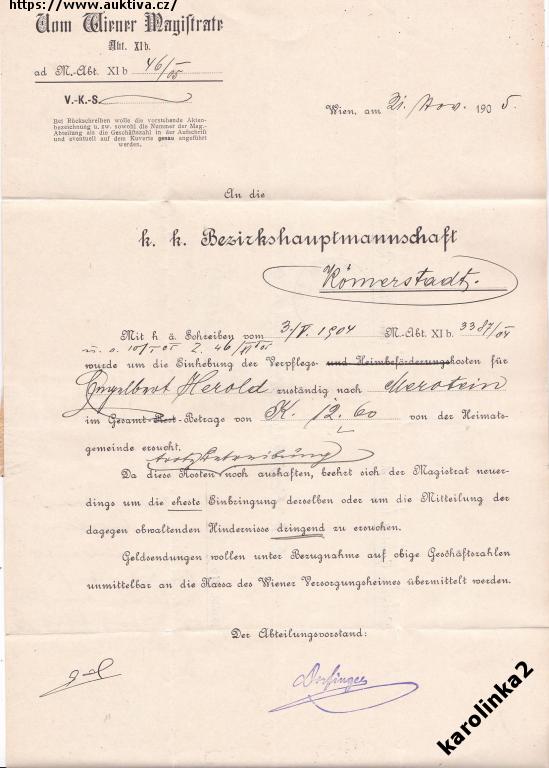 https://www.auktiva.cz/
Vom Wiener Magistrate
Abt. XIb.
ad M.-Abt. XI b 46/05
V.-K.-S.
Bei Rückschreiben wolle die vorstehende Akten-
bezeichnung u. zw. sowohl die Nummer der Mag.-
Abteilung als die Geschäftszahl in der Aufschrift
und eventuell auf dem Kuverte genau angeführt
werden.
Wien, am 21. Nov. 1905.
An die
k. k. Bezirkshauptmannschaft
Römerstadt.
Mit h ä. Schreiben vom 3./V. 1904 M.-Abt. XI b. 3387/04
wurde um die Einhebung der Verpflegs- und Heimbeförderungskosten für
Engelbert Herold zuständig nach
im Gesamt-Rest-Betrage von K. 12.60 von der Heimats-
gemeinde ersucht.
trotz Betreibung
Da diese Kosten noch aushaften, beehrt sich der Magistrat neuer-
dings um die eheste Einbringung derselben oder um die Mitteilung der
dagegen obwaltenden Hindernisse dringend zu ersuchen.
Geldsendungen wollen unter Bezugnahme auf obige Geschäftszahlen
unmittelbar an die Kassa des Wiener Versorgungsheimes übermittelt werden.
Der Abteilungsvorstand:
karolinka2